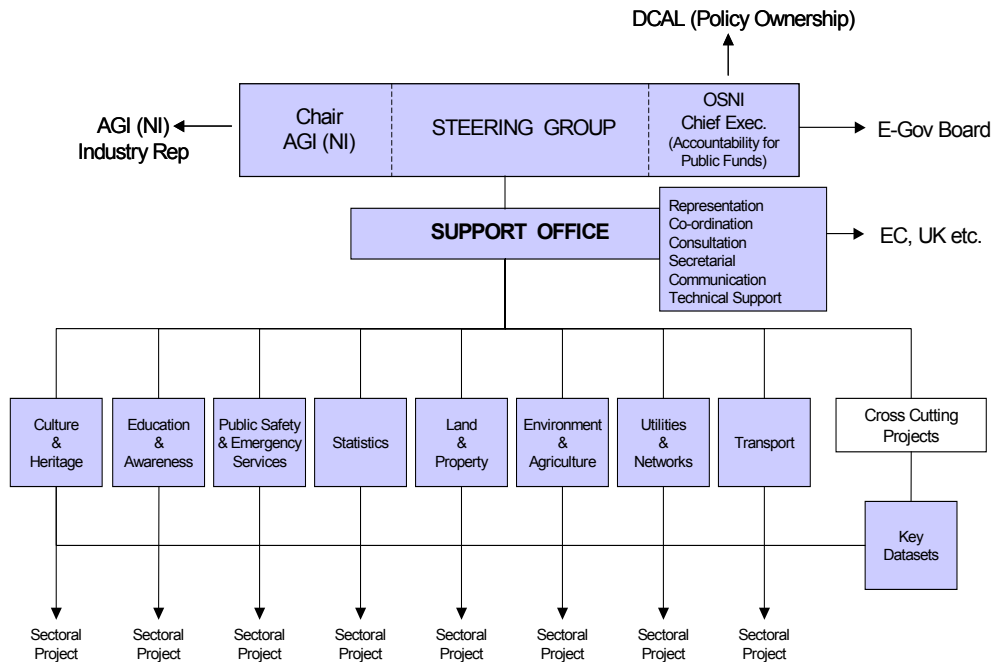 DCAL (Policy Ownership)
AGI (NI)
Industry Rep
Chair
AGI (NI)
STEERING GROUP
OSNI
Chief Exec.
(Accountability for
Public Funds)
E-Gov Board
SUPPORT OFFICE
Representation
Co-ordination
Consultation
Secretarial
Communication
Technical Support
EC, UK etc.
Culture
&
Heritage
Education
&
Awareness
Public Safety
& Emergency
Services
Statistics
Land
&
Property
Environment
&
Agriculture
Utilities
& Networks
Transport
Cross Cutting
Projects
Key
Datasets
Sectoral
Project
Sectoral
Project
Sectoral
Project
Sectoral
Project
Sectoral
Project
Sectoral
Project
Sectoral
Project
Sectoral
Project